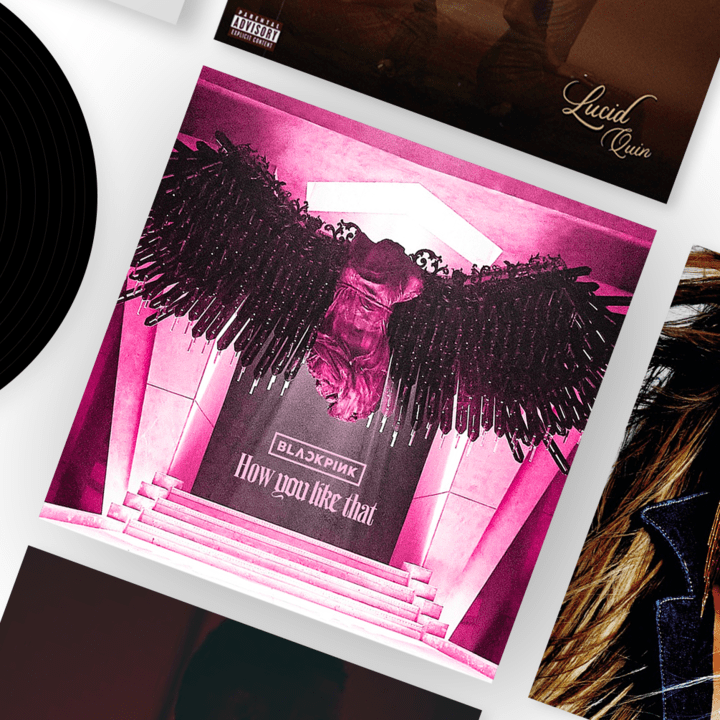 PARENTAL
ADVISORY
EXPLICIT CONTENT
Lucid
Quin
BLACKPINK
How you like that